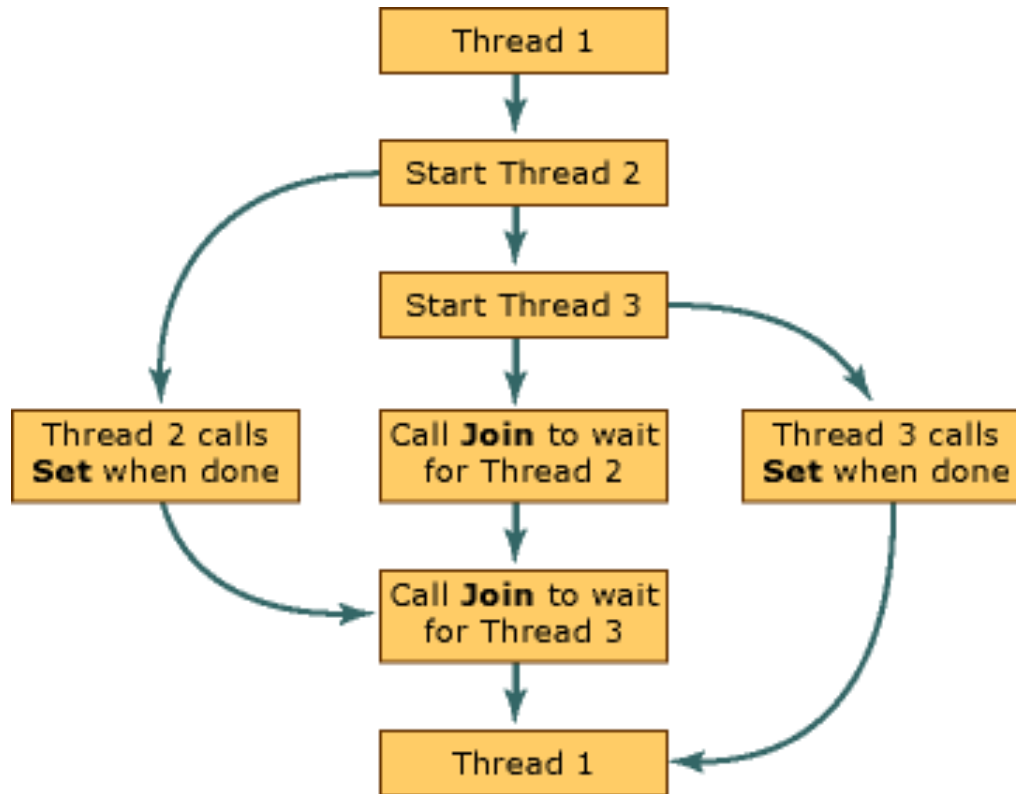 Thread 1
Start Thread 2
Start Thread 3
Thread 2 calls
Set when done
Call Join to wait
for Thread 2
Thread 3 calls
Set when done
Call Join to wait
for Thread 3
Thread 1